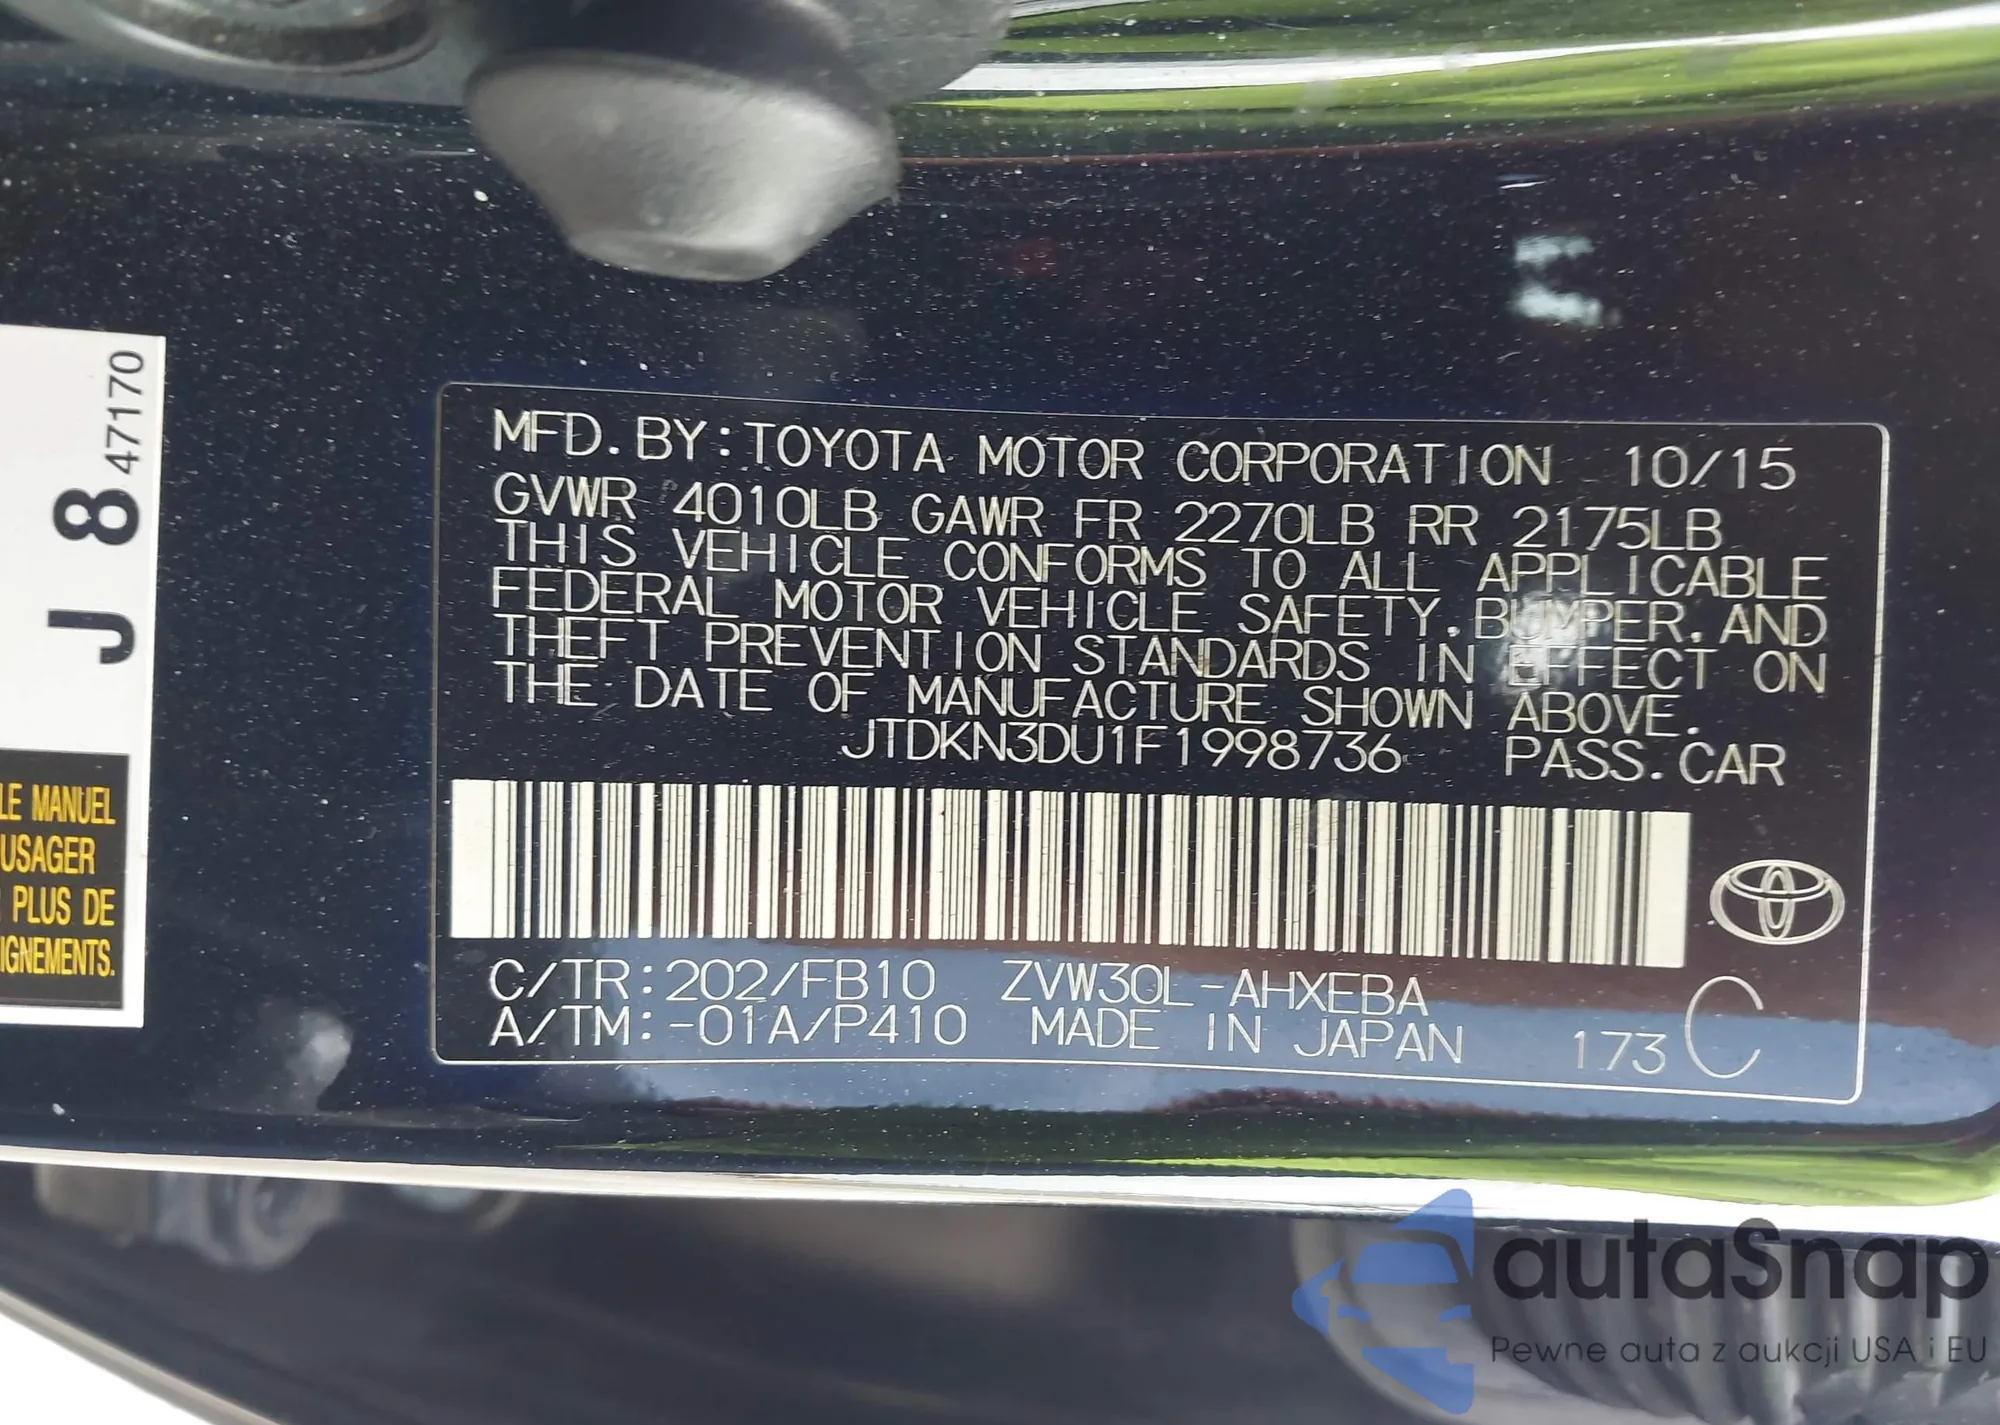 J 8 47170
LE MANUEL
USAGER
PLUS DE
IGNEMENTS.
MFD. BY: TOYOTA MOTOR CORPORATION 10/15
GVWR 4010LB GAWR FR 2270LB RR 2175LB
THIS VEHICLE CONFORMS TO ALL APPLICABLE
FEDERAL MOTOR VEHICLE SAFETY, BUMPER, AND
THEFT PREVENTION STANDARDS IN EFFECT ON
THE DATE OF MANUFACTURE SHOWN ABOVE.
JTDKN3DU1F1998736 PASS. CAR
C/TR: 202/FB10 ZVW30L-AHXEBA
A/TM: -01A/P410 MADE IN JAPAN 173 C
autaSnap
Pewne auta z aukcji USA i EU